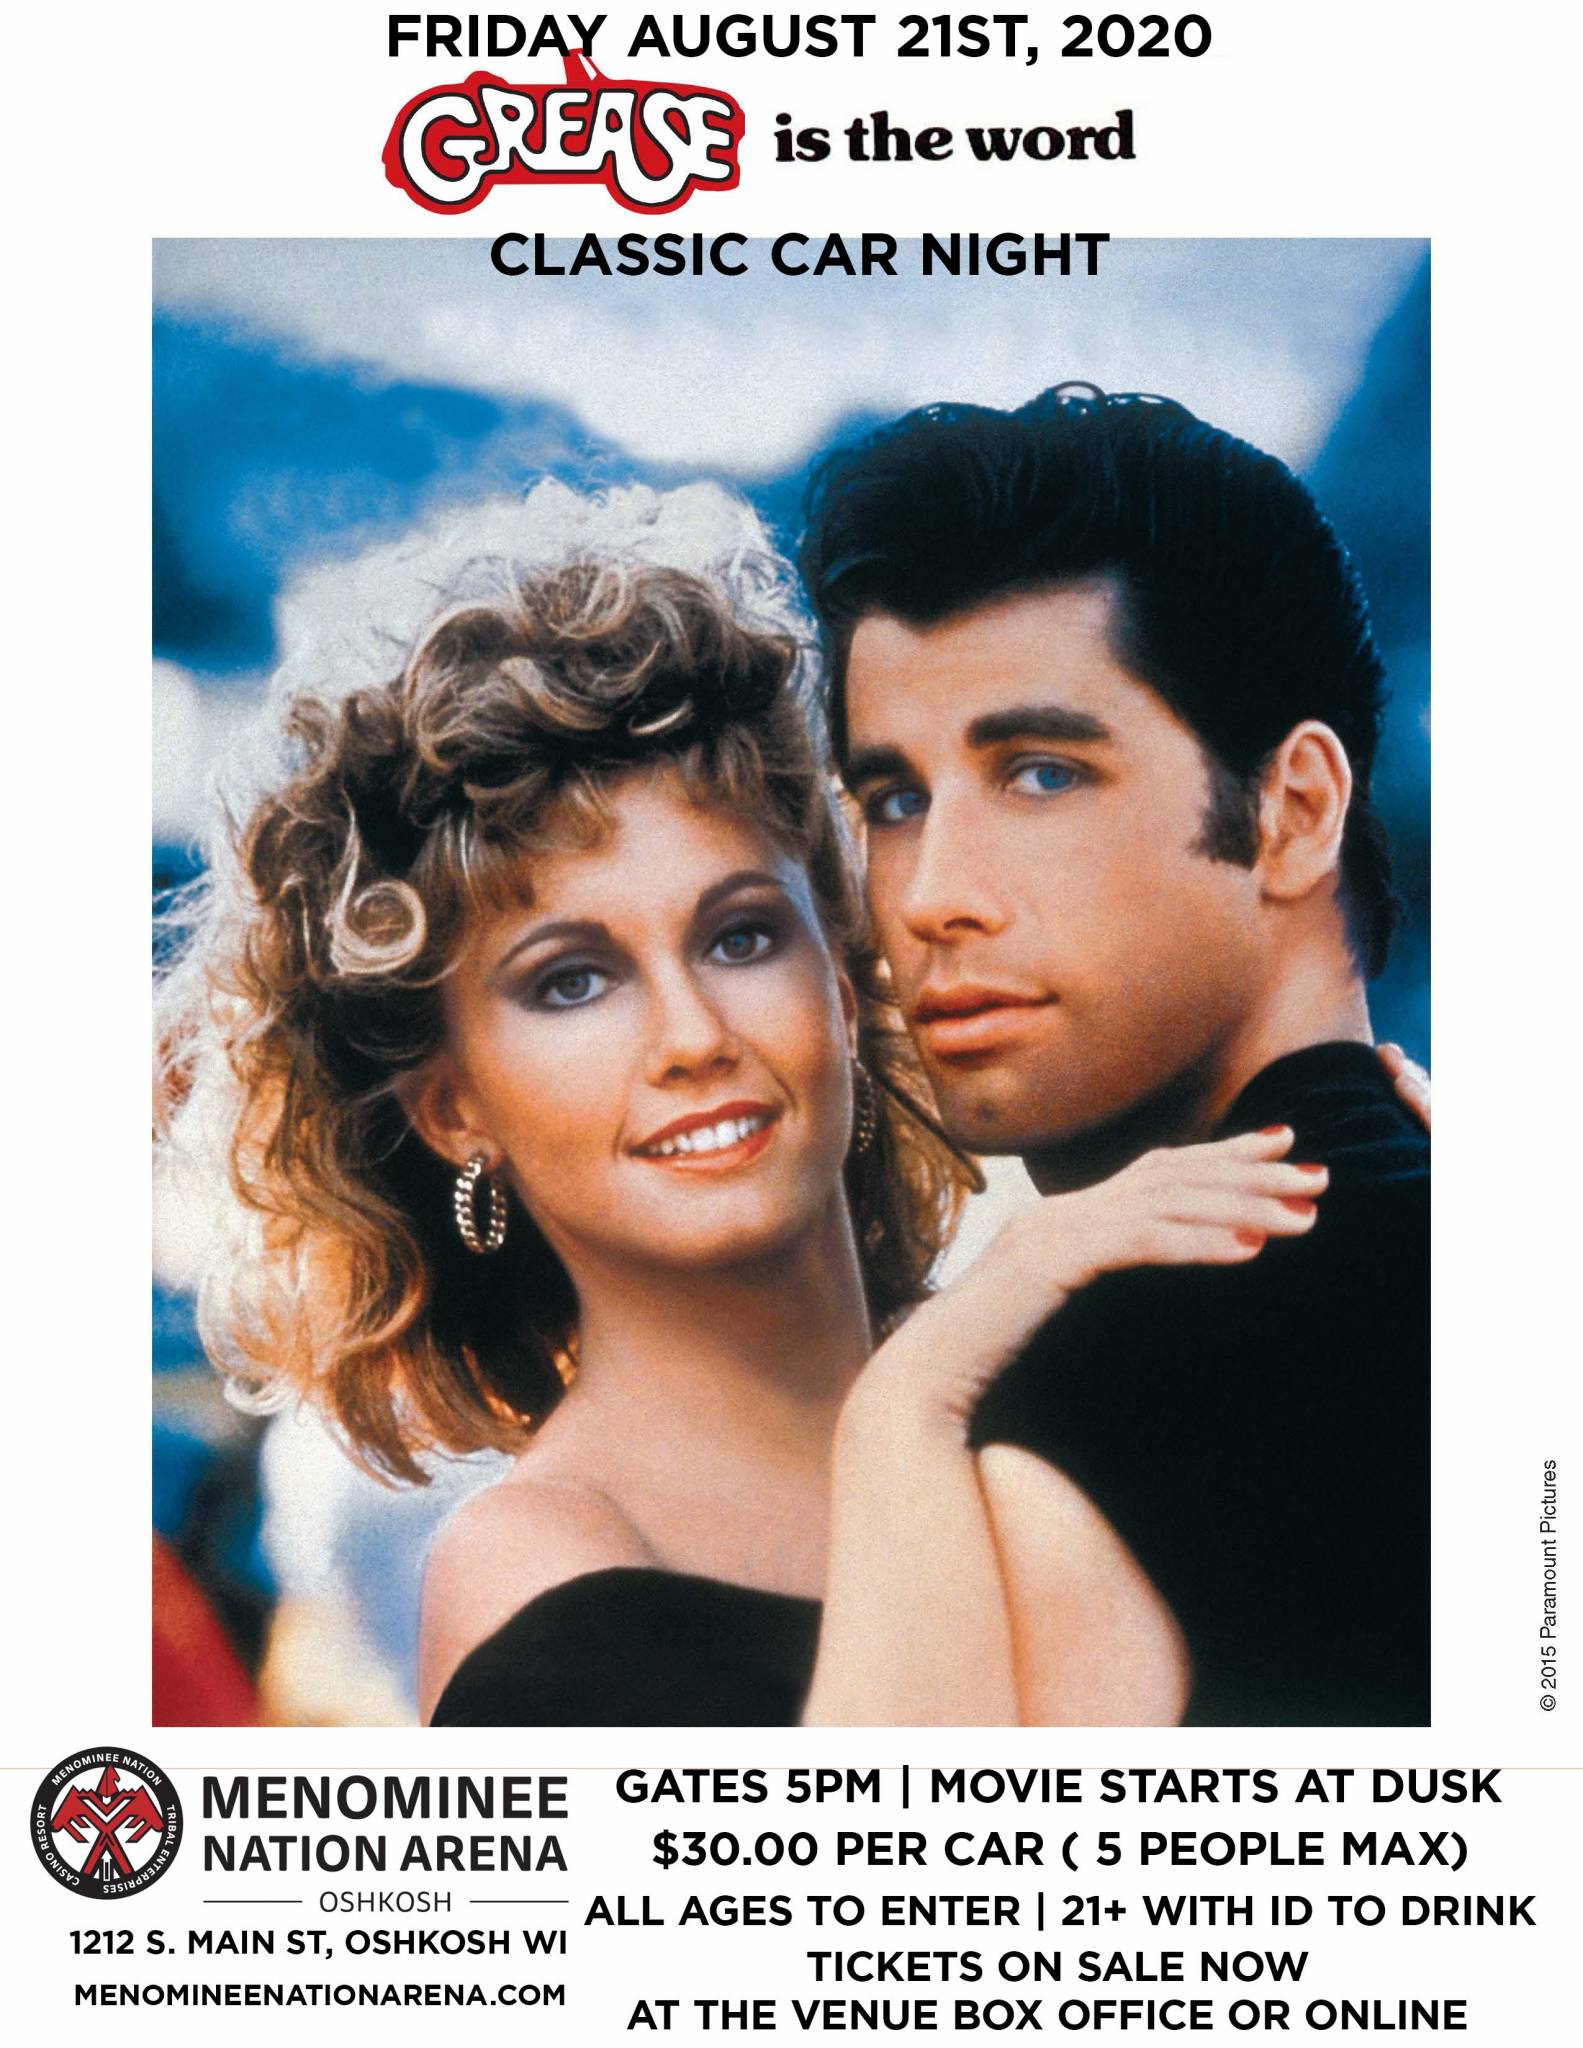 FRIDAY AUGUST 21ST, 2020
GREASE is the word
CLASSIC CAR NIGHT
© 2015 Paramount Pictures
MENOMINEE NATION
TRIBAL ENTERPRISES
CASINO RESORT
MENOMINEE
NATION ARENA
OSHKOSH
1212 S. MAIN ST, OSHKOSH WI
MENOMINEENATIONARENA.COM
GATES 5PM | MOVIE STARTS AT DUSK
$30.00 PER CAR ( 5 PEOPLE MAX)
ALL AGES TO ENTER | 21+ WITH ID TO DRINK
TICKETS ON SALE NOW
AT THE VENUE BOX OFFICE OR ONLINE